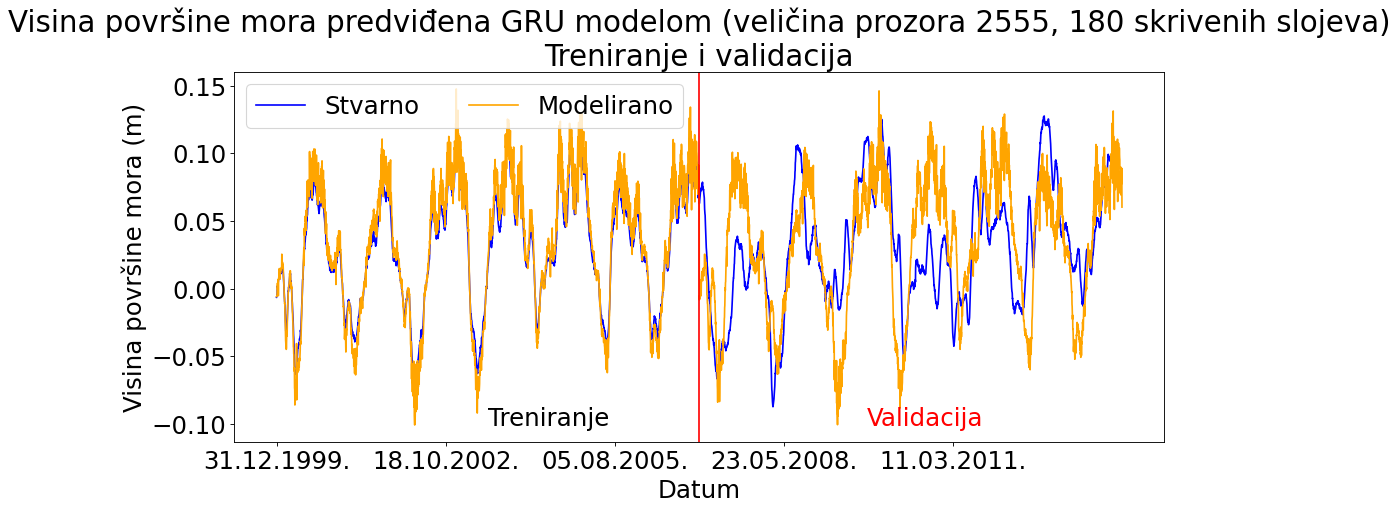 Visina površine mora predviđena GRU modelom (veličina prozora 2555, 180 skrivenih slojeva)
Treniranje i validacija
Stvarno
Modelirano
Visina površine mora (m)
0.15
0.10
0.05
0.00
−0.05
−0.10
Treniranje
Validacija
31.12.1999.
18.10.2002.
05.08.2005.
23.05.2008.
11.03.2011.
Datum